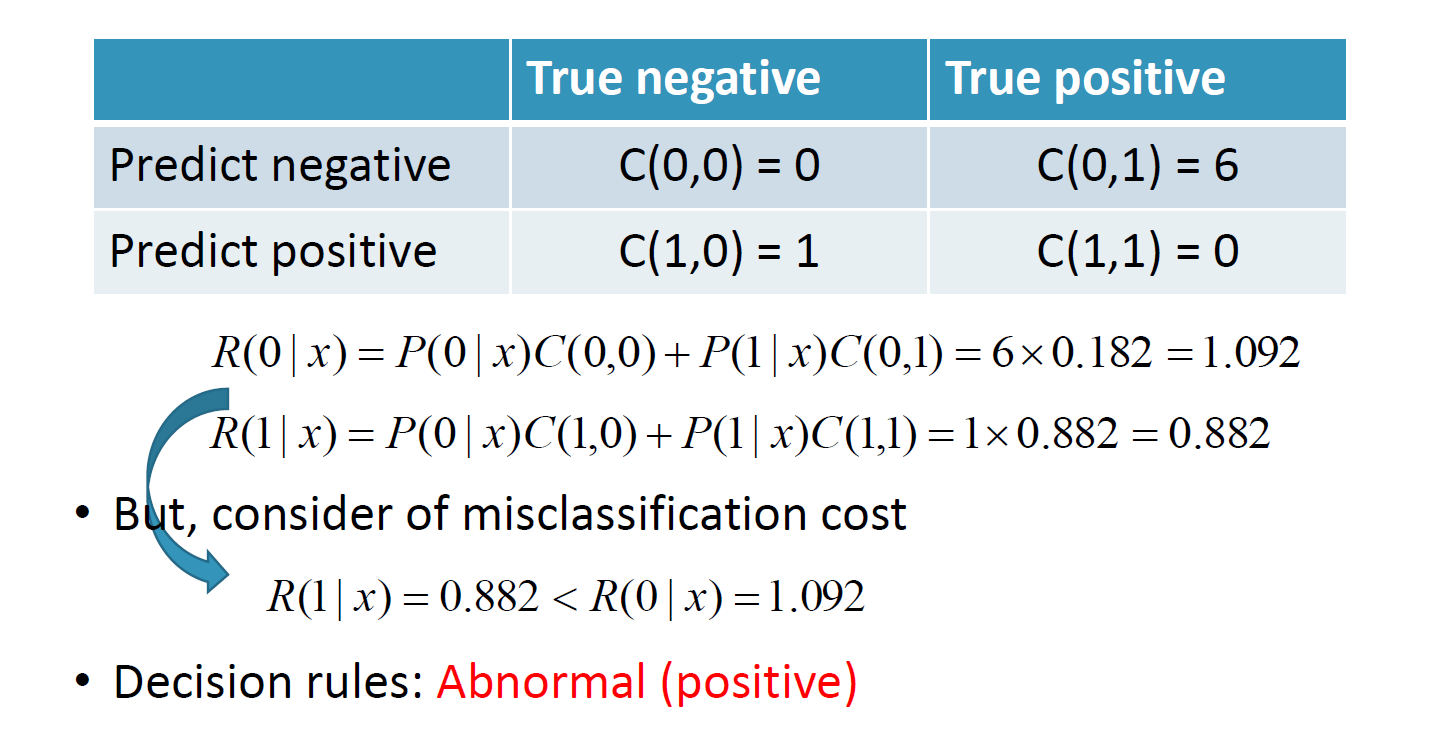 True negative True positive
Predict negative C(0,0) = 0 C(0,1) = 6
Predict positive C(1,0) = 1 C(1,1) = 0
R(0 | x) = P(0 | x)C(0,0) + P(1 | x)C(0,1) = 6 × 0.182 = 1.092
R(1 | x) = P(0 | x)C(1,0) + P(1 | x)C(1,1) = 1 × 0.882 = 0.882
• But, consider of misclassification cost
R(1 | x) = 0.882 < R(0 | x) = 1.092
• Decision rules: Abnormal (positive)